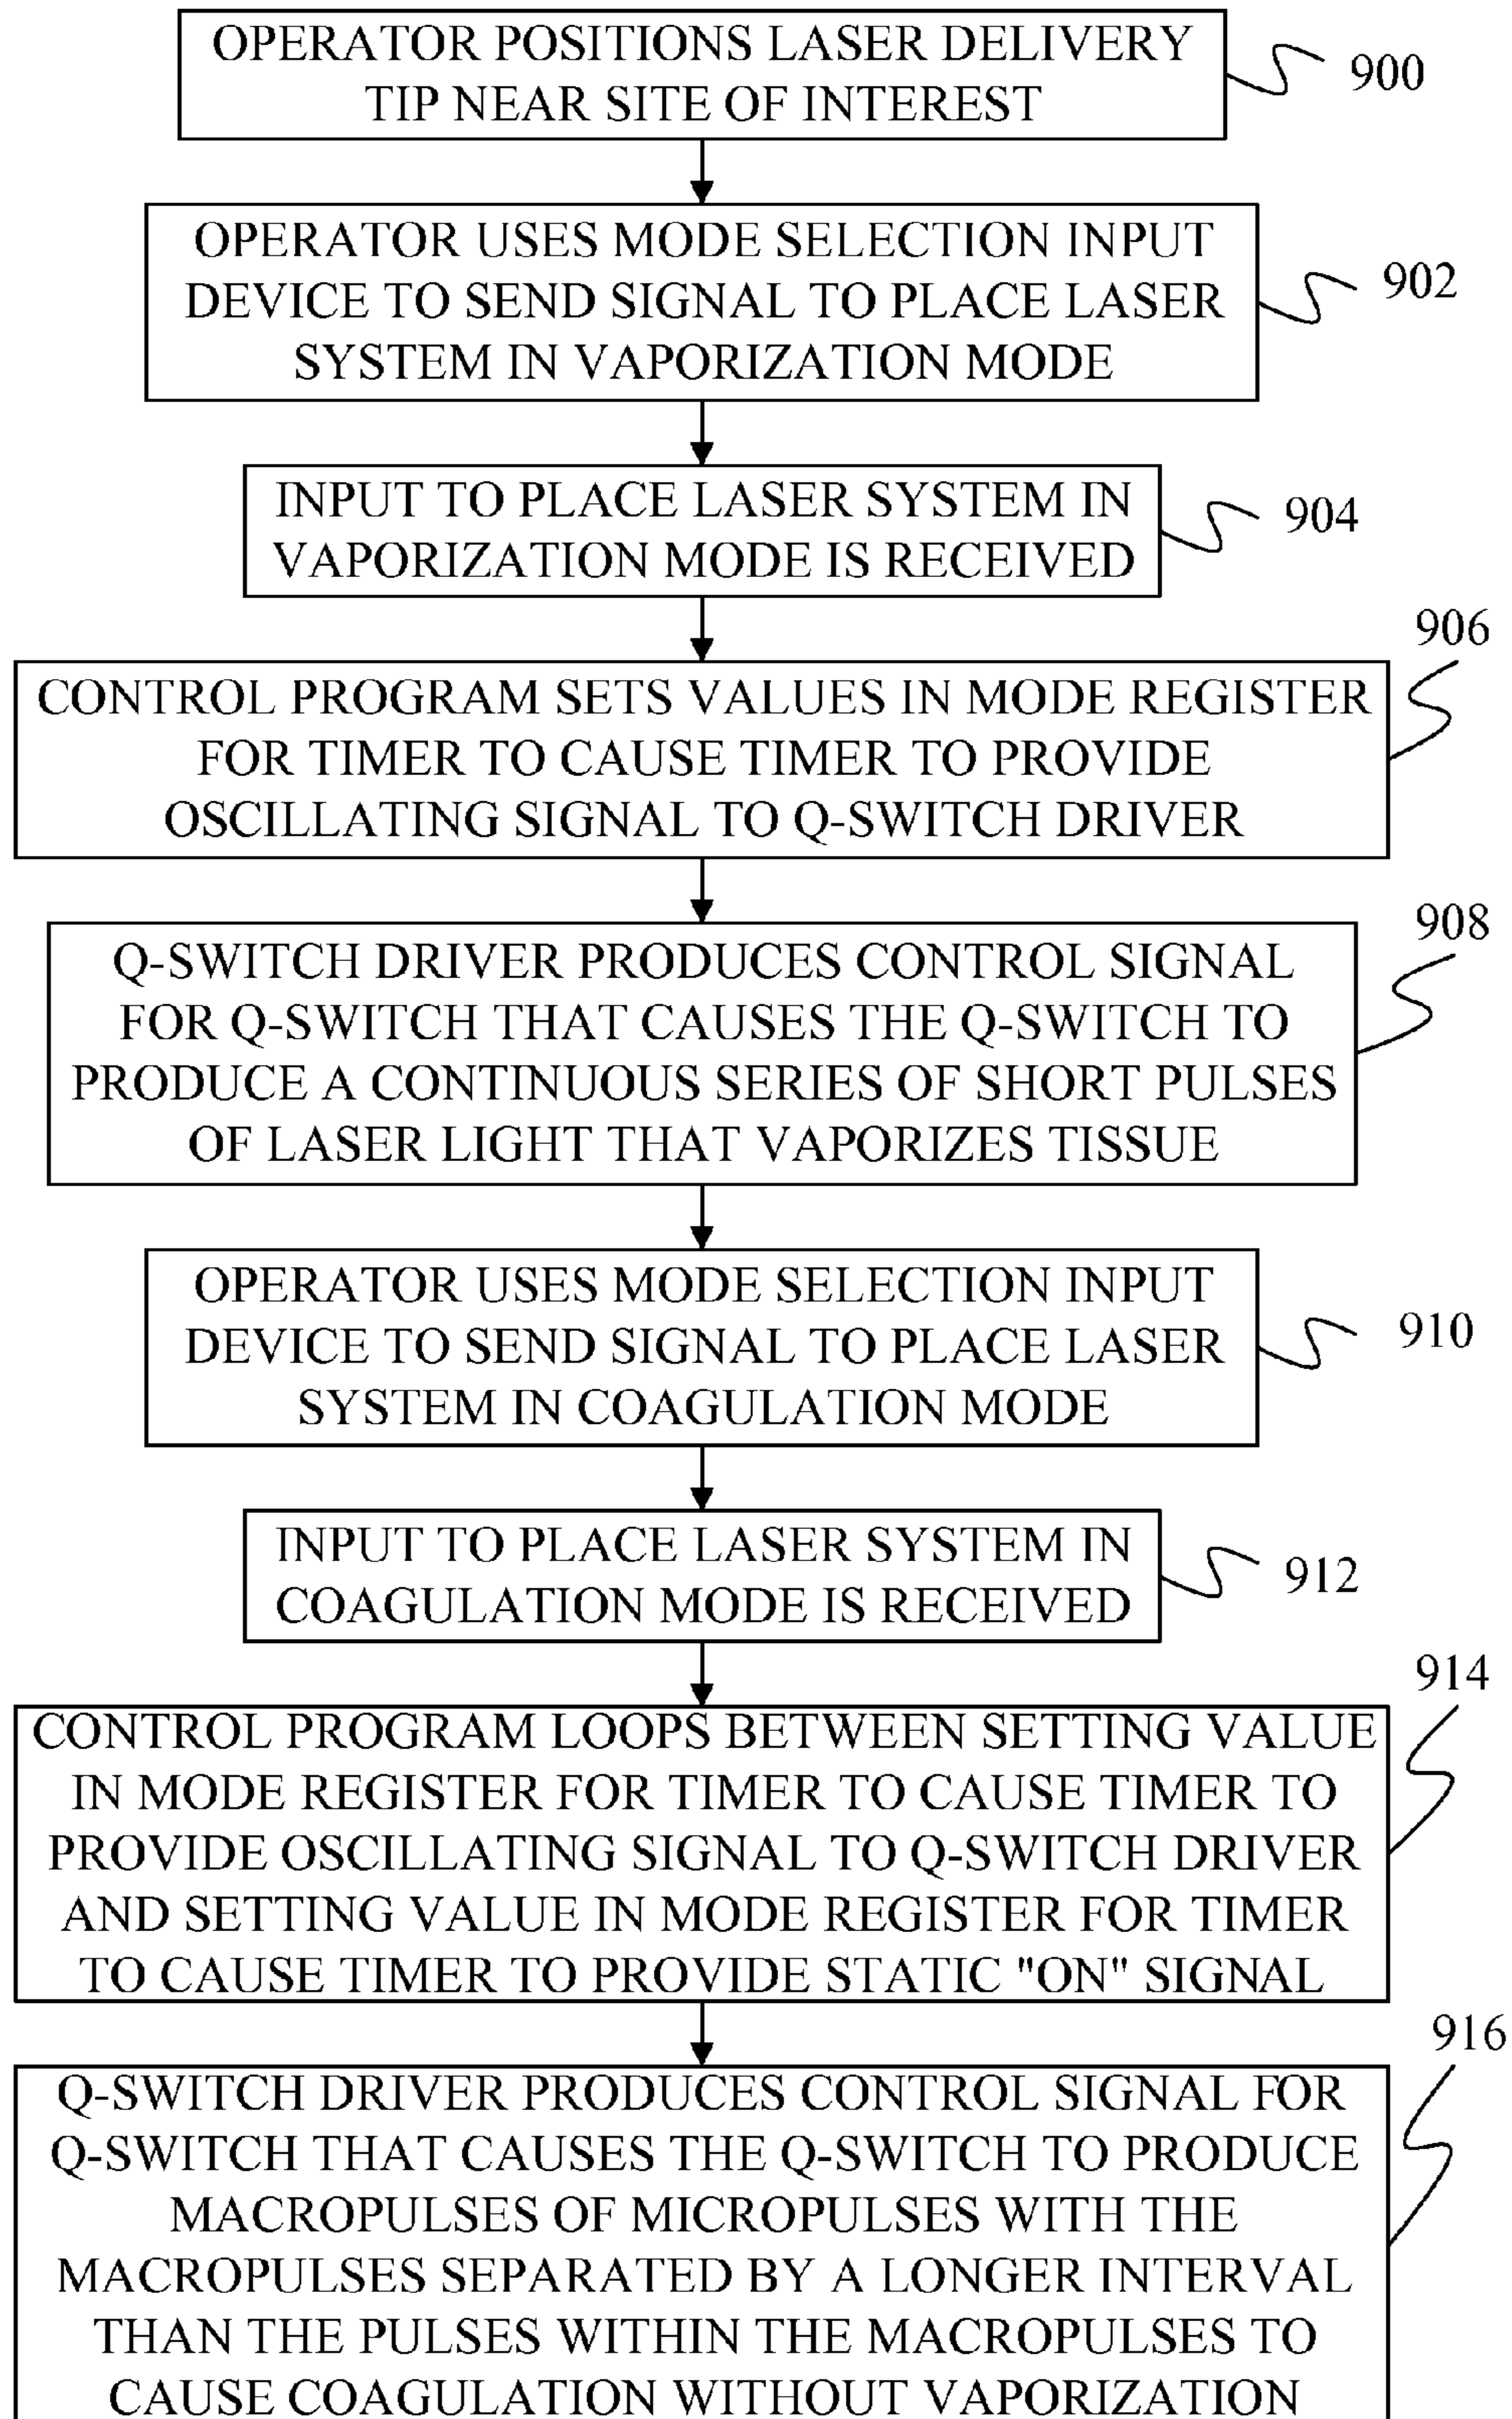 OPERATOR POSITIONS LASER DELIVERY
TIP NEAR SITE OF INTEREST
900
OPERATOR USES MODE SELECTION INPUT
DEVICE TO SEND SIGNAL TO PLACE LASER
SYSTEM IN VAPORIZATION MODE
902
INPUT TO PLACE LASER SYSTEM IN
VAPORIZATION MODE IS RECEIVED
904
906
CONTROL PROGRAM SETS VALUES IN MODE REGISTER
FOR TIMER TO CAUSE TIMER TO PROVIDE
OSCILLATING SIGNAL TO Q-SWITCH DRIVER
908
Q-SWITCH DRIVER PRODUCES CONTROL SIGNAL
FOR Q-SWITCH THAT CAUSES THE Q-SWITCH TO
PRODUCE A CONTINUOUS SERIES OF SHORT PULSES
OF LASER LIGHT THAT VAPORIZES TISSUE
OPERATOR USES MODE SELECTION INPUT
DEVICE TO SEND SIGNAL TO PLACE LASER
SYSTEM IN COAGULATION MODE
910
INPUT TO PLACE LASER SYSTEM IN
COAGULATION MODE IS RECEIVED
912
914
CONTROL PROGRAM LOOPS BETWEEN SETTING VALUE
IN MODE REGISTER FOR TIMER TO CAUSE TIMER TO
PROVIDE OSCILLATING SIGNAL TO Q-SWITCH DRIVER
AND SETTING VALUE IN MODE REGISTER FOR TIMER
TO CAUSE TIMER TO PROVIDE STATIC "ON" SIGNAL
916
Q-SWITCH DRIVER PRODUCES CONTROL SIGNAL FOR
Q-SWITCH THAT CAUSES THE Q-SWITCH TO PRODUCE
MACROPULSES OF MICROPULSES WITH THE
MACROPULSES SEPARATED BY A LONGER INTERVAL
THAN THE PULSES WITHIN THE MACROPULSES TO
CAUSE COAGULATION WITHOUT VAPORIZATION